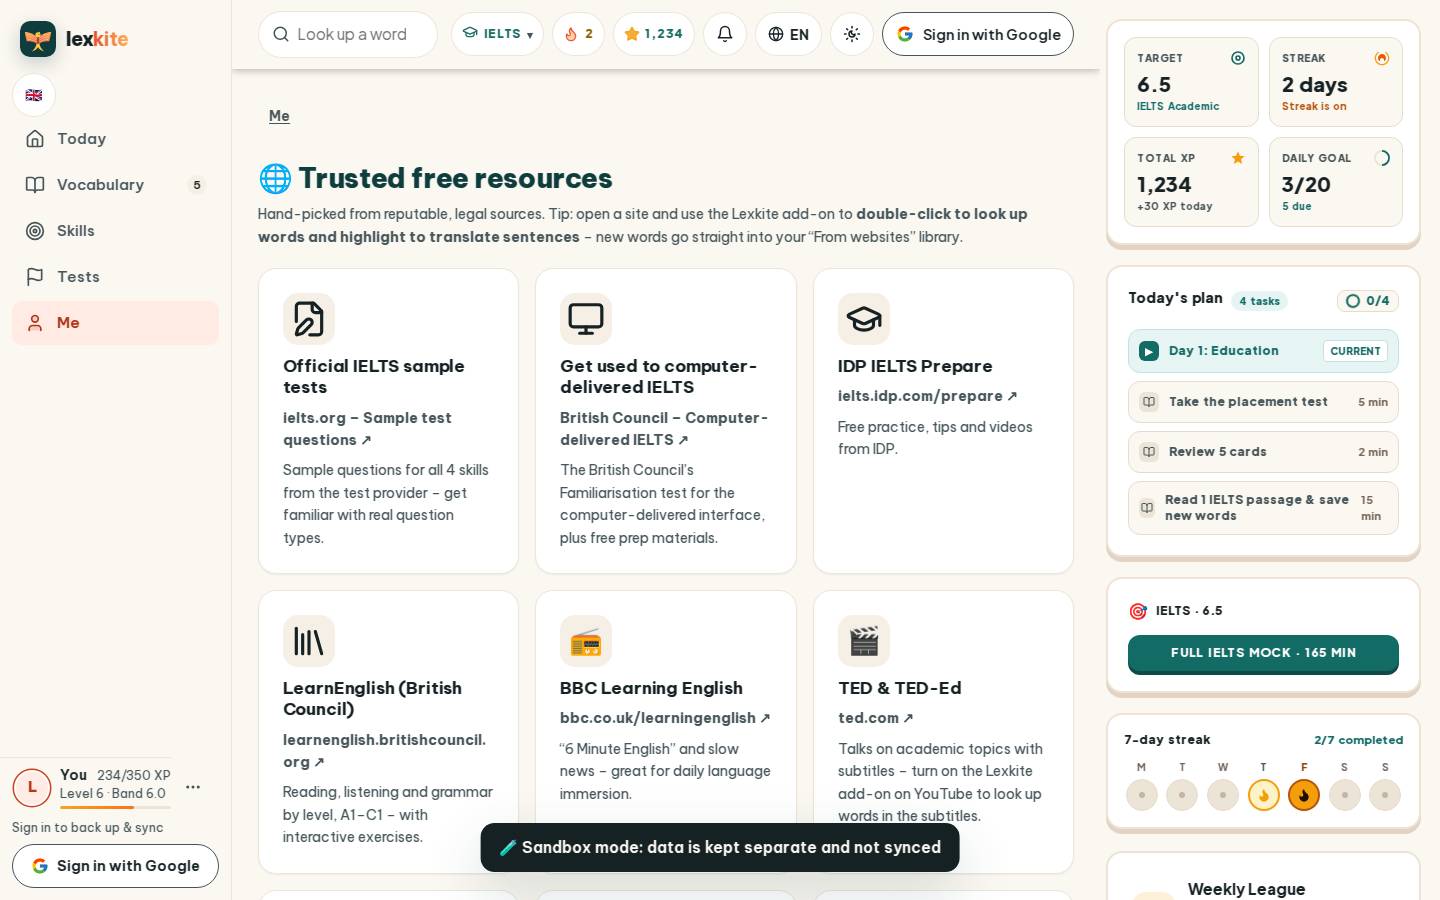 lexkite
Today
Vocabulary 5
Skills
Tests
Me
You 234/350 XP
Level 6 · Band 6.0
L
Sign in to back up & sync
Sign in with Google
Look up a word
IELTS ▾
2
1,234
EN
Sign in with Google
Me
Trusted free resources
Hand-picked from reputable, legal sources. Tip: open a site and use the Lexkite add-on to double-click to look up
words and highlight to translate sentences – new words go straight into your “From websites” library.
Official IELTS sample
tests
ielts.org – Sample test
questions ↗
Sample questions for all 4 skills
from the test provider – get
familiar with real question
types.
Get used to computer-
delivered IELTS
British Council – Computer-
delivered IELTS ↗
The British Council’s
Familiarisation test for the
computer-delivered interface,
plus free prep materials.
IDP IELTS Prepare
ielts.idp.com/prepare ↗
Free practice, tips and videos
from IDP.
LearnEnglish (British
Council)
learnenglish.britishcouncil.
org ↗
Reading, listening and grammar
by level, A1–C1 – with
interactive exercises.
BBC Learning English
bbc.co.uk/learningenglish ↗
“6 Minute English” and slow
news – great for daily language
immersion.
TED & TED-Ed
ted.com ↗
Talks on academic topics with
subtitles – turn on the Lexkite
add-on on YouTube to look up
words in the subtitles.
Sandbox mode: data is kept separate and not synced
TARGET
6.5
IELTS Academic
STREAK
2 days
Streak is on
TOTAL XP
1,234
+30 XP today
DAILY GOAL
3/20
5 due
Today's plan 4 tasks 0/4
Day 1: Education CURRENT
Take the placement test 5 min
Review 5 cards 2 min
Read 1 IELTS passage & save 15
new words min
IELTS · 6.5
FULL IELTS MOCK · 165 MIN
7-day streak 2/7 completed
M T W T F S S
Weekly League